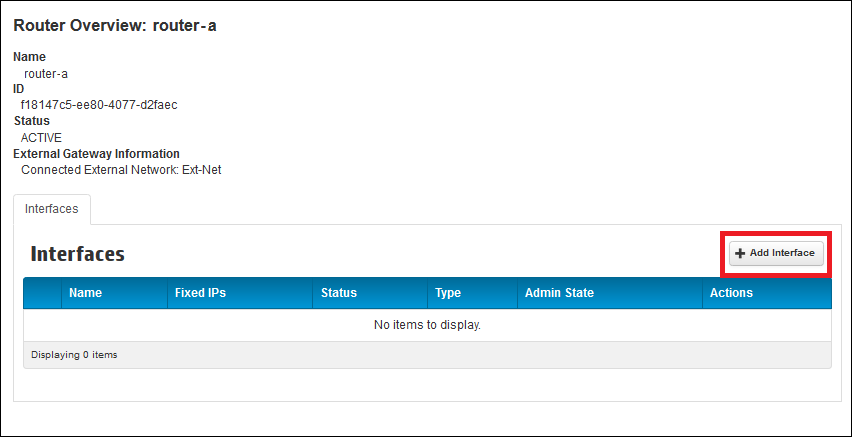 Router Overview: router-a
Name
router-a
ID
f18147c5-ee80-4077-d2faec
Status
ACTIVE
External Gateway Information
Connected External Network: Ext-Net
Interfaces
Interfaces
+ Add Interface
Name Fixed IPs Status Type Admin State Actions
No items to display.
Displaying 0 items